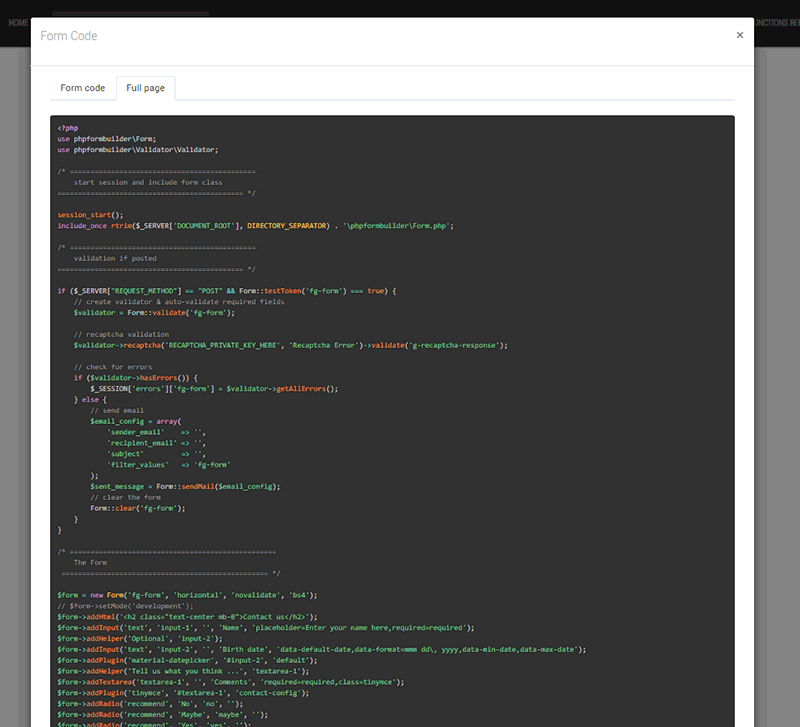 HOME
Form Code
×
Form code
Full page
<?php
use phpformbuilder\Form;
use phpformbuilder\Validator\Validator;
/* =============================================
    start session and include form class
============================================= */
session_start();
include_once rtrim($_SERVER['DOCUMENT_ROOT'], DIRECTORY_SEPARATOR) . '\phpformbuilder\Form.php';
/* =============================================
    validation if posted
============================================= */
if ($_SERVER["REQUEST_METHOD"] == "POST" && Form::testToken('fg-form') === true) {
    // create validator & auto-validate required fields
    $validator = Form::validate('fg-form');
    // recaptcha validation
    $validator->recaptcha('RECAPTCHA_PRIVATE_KEY_HERE', 'Recaptcha Error')->validate('g-recaptcha-response');
    // check for errors
    if ($validator->hasErrors()) {
        $_SESSION['errors']['fg-form'] = $validator->getAllErrors();
    } else {
        // send email
        $email_config = array(
            'sender_email'    => '',
            'recipient_email' => '',
            'subject'         => '',
            'filter_values'   => 'fg-form'
        );
        $sent_message = Form::sendMail($email_config);
        // clear the form
        Form::clear('fg-form');
    }
}
/* ==================================================
    The Form
 ================================================== */
$form = new Form('fg-form', 'horizontal', 'novalidate', 'bs4');
// $form->setMode('development');
$form->addHtml('<h2 class="text-center mb-0">Contact us</h2>');
$form->addInput('text', 'input-1', '', 'Name', 'placeholder=Enter your name here,required=required');
$form->addHelper('Optional', 'input-2');
$form->addInput('text', 'input-2', '', 'Birth date', 'data-default-date,data-format=mmm dd\, yyyy,data-min-date,data-max-date');
$form->addPlugin('material-datepicker', '#input-2', 'default');
$form->addHelper('Tell us what you think ...', 'textarea-1');
$form->addTextarea('textarea-1', '', 'Comments', 'required=required,class=tinymce');
$form->addPlugin('tinymce', '#textarea-1', 'contact-config');
$form->addRadio('recommend', 'No', 'no', '');
$form->addRadio('recommend', 'Maybe', 'maybe', '');
$form->addRadio('recommend', 'Yes', 'yes', '');